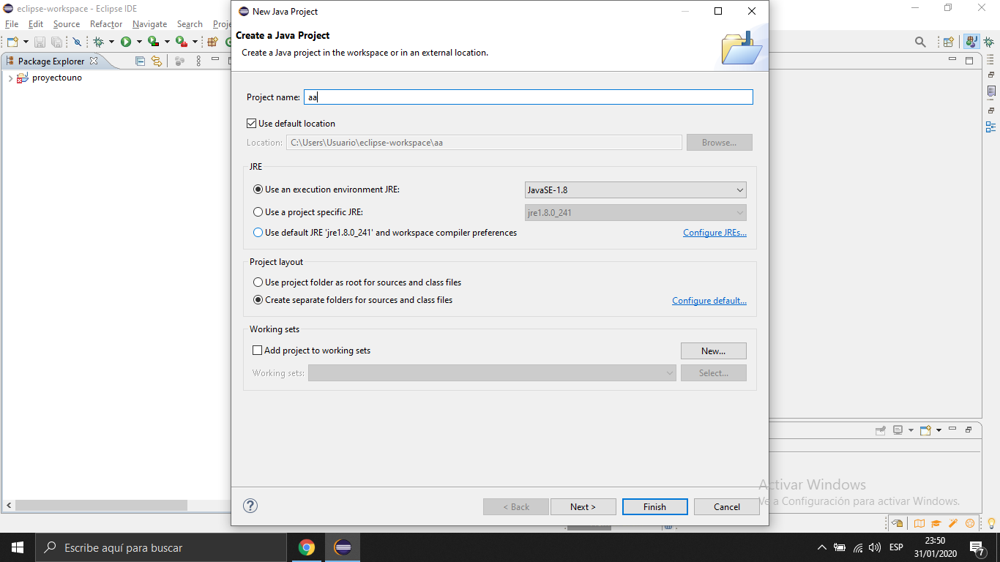 eclipse-workspace - Eclipse IDE
File Edit Source Refactor Navigate Search Proje
Package Explorer
proyectouno
New Java Project
Create a Java Project
Create a Java project in the workspace or in an external location.
Project name: aa
Use default location
Location: C:\Users\Usuario\eclipse-workspace\aa Browse...
JRE
Use an execution environment JRE: JavaSE-1.8
Use a project specific JRE: jre1.8.0_241
Use default JRE 'jre1.8.0_241' and workspace compiler preferences Configure JREs...
Project layout
Use project folder as root for sources and class files
Create separate folders for sources and class files Configure default...
Working sets
Add project to working sets New...
Working sets: Select...
< Back Next > Finish Cancel
Activar Windows
Ve a Configuración para activar Windows.
Escribe aquí para buscar
ESP
23:50
31/01/2020
7